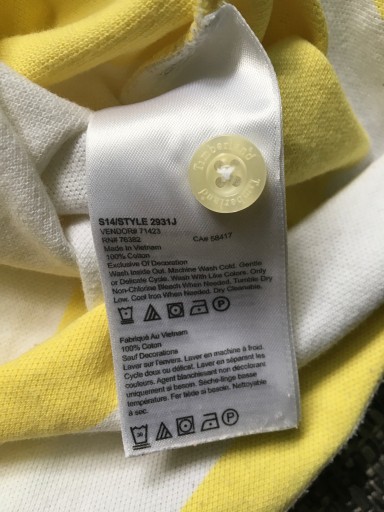 Timberland Timberland
S14/STYLE 2931J
VENDOR# 71423
RN# 76382 CA# 58417
Made In Vietnam
100% Cotton
Exclusive Of Decoration
Wash Inside Out. Machine Wash Cold. Gentle
or Delicate Cycle. Wash With Like Colors. Only
Non-Chlorine Bleach When Needed. Tumble Dry
Low. Cool Iron When Needed. Dry Cleanable.
Fabriqué Au Vietnam
100% Coton
Sauf Decorations
Laver sur l'envers. Laver en machine à froid.
Cycle doux ou délicat. Laver en séparant les
couleurs. Agent blanchissant non décolorant
uniquement si besoin. Sèche-linge basse
température. Fer tiède si besoin. Nettoyable
à sec.